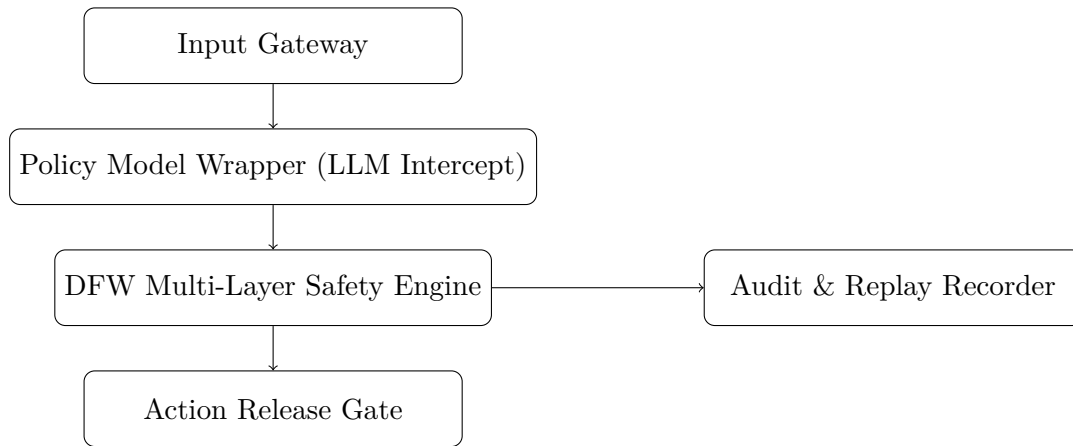 Input Gateway
Policy Model Wrapper (LLM Intercept)
DFW Multi-Layer Safety Engine
Audit & Replay Recorder
Action Release Gate